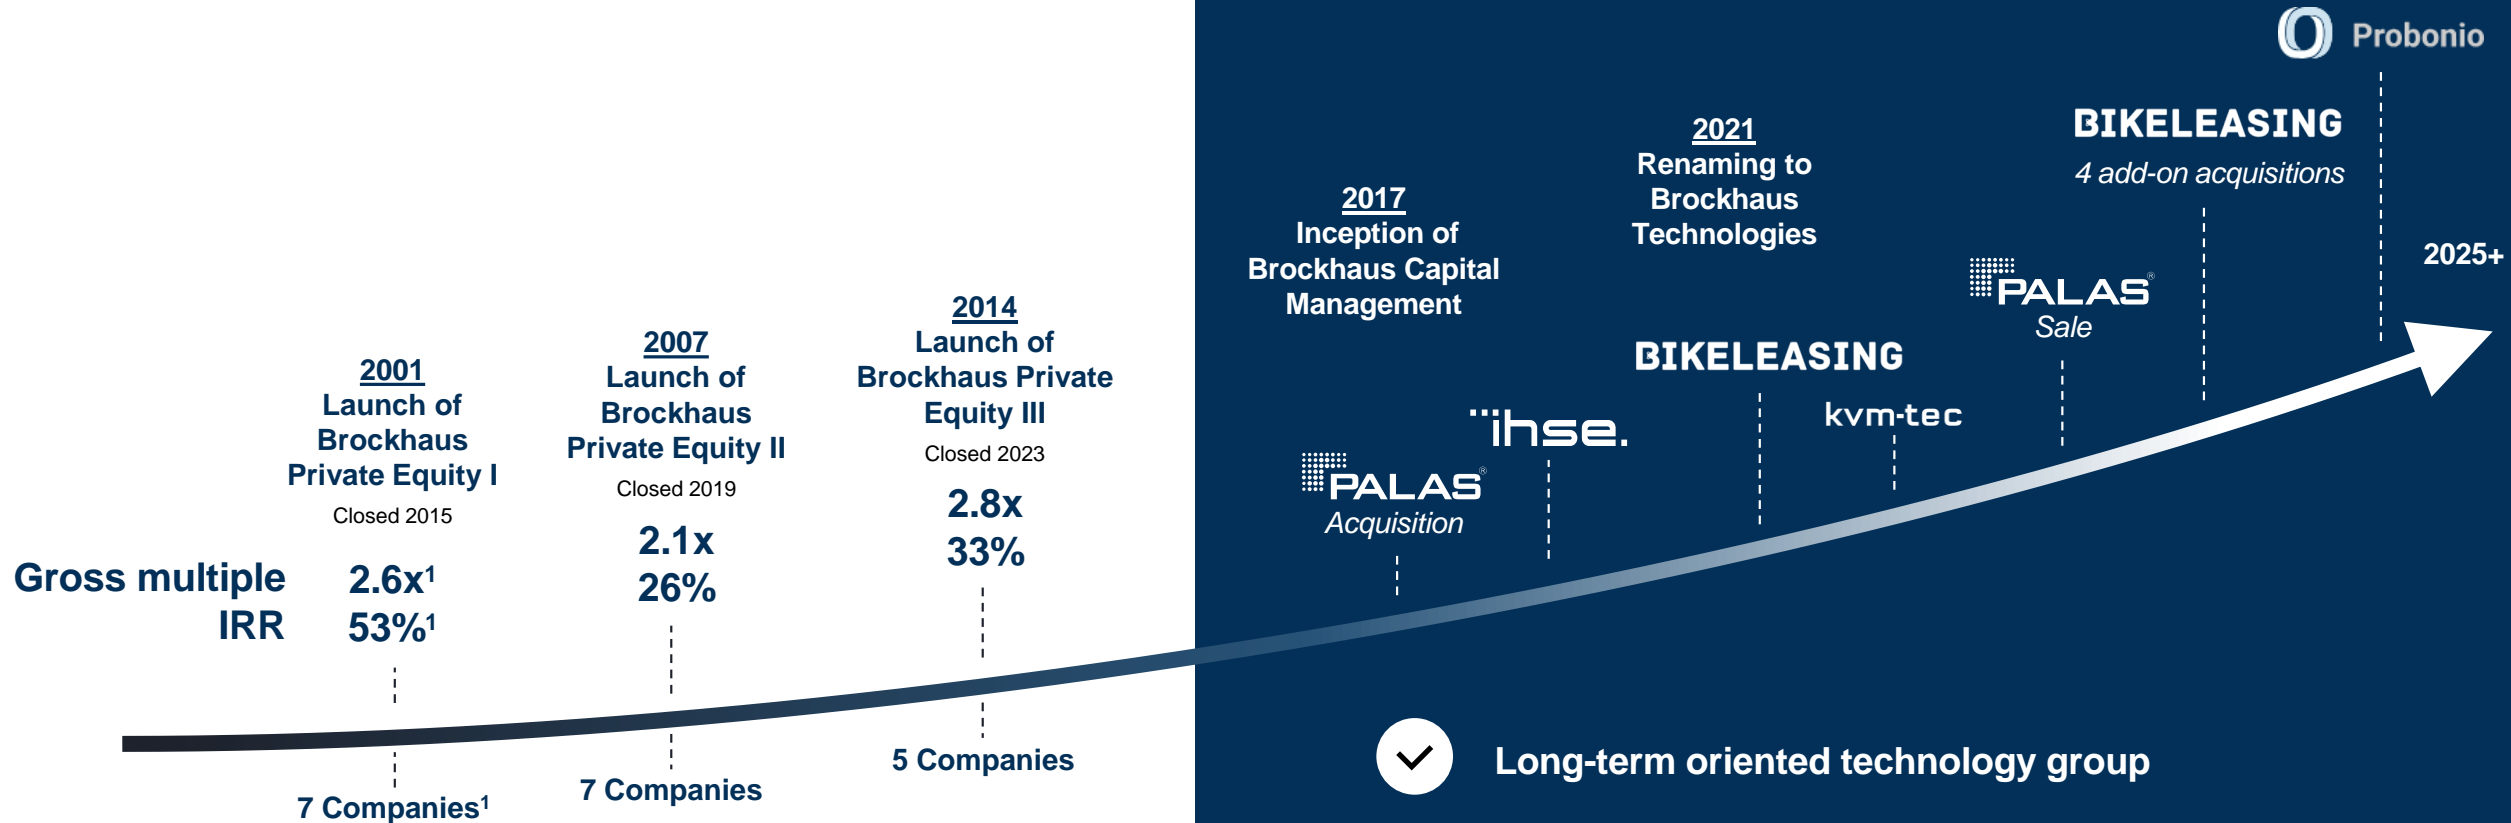 2001
Launch of
Brockhaus
Private Equity I
Closed 2015
Gross multiple
2.6x¹
IRR
53%¹
7 Companies¹
2007
Launch of
Brockhaus
Private Equity II
Closed 2019
2.1x
26%
7 Companies
2014
Launch of
Brockhaus Private
Equity III
Closed 2023
2.8x
33%
5 Companies
2017
Inception of
Brockhaus Capital
Management
PALAS®
Acquisition
ihse.
2021
Renaming to
Brockhaus
Technologies
BIKELEASING
kvm-tec
PALAS®
Sale
BIKELEASING
4 add-on acquisitions
Probonio
2025+
Long-term oriented technology group